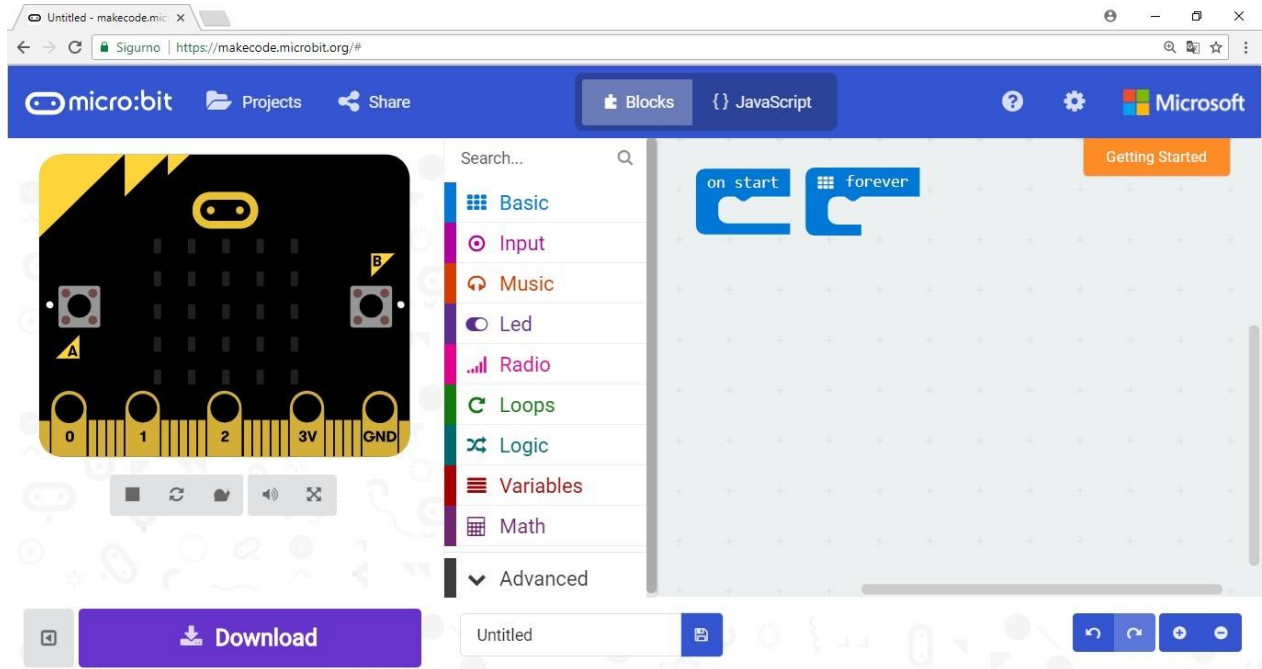 Untitled - makecode.mic
Sigurno | https://makecode.microbit.org/#
micro:bit Projects Share Blocks {} JavaScript Microsoft
Search...
Basic
Input
Music
Led
Radio
Loops
Logic
Variables
Math
Advanced
on start
forever
Getting Started
B
A
0 1 2 3V GND
Download
Untitled